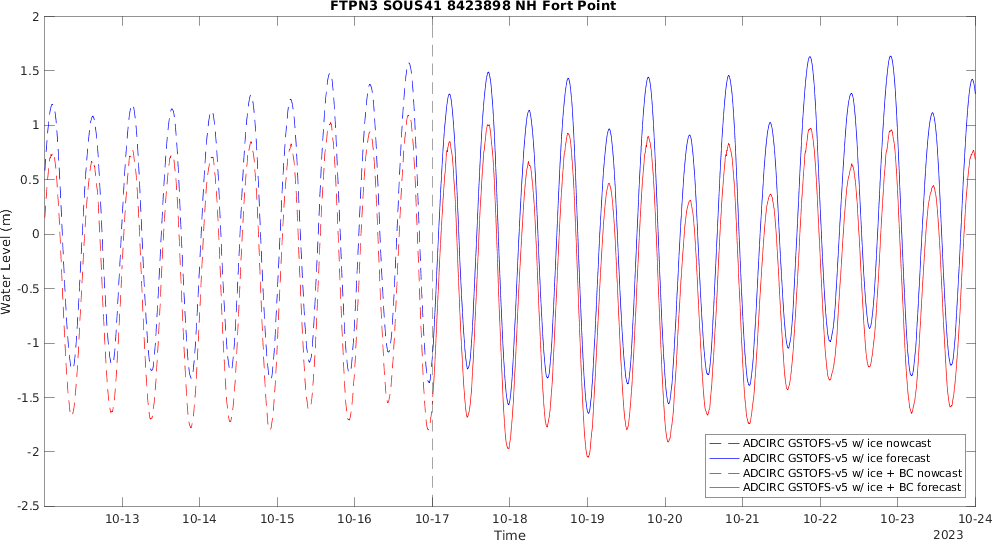 FTPN3 SOUS41 8423898 NH Fort Point
2
1.5
1
0.5
0
-0.5
-1
-1.5
-2
-2.5
Water Level (m)
ADCIRC GSTOFS-v5 w/ ice nowcast
ADCIRC GSTOFS-v5 w/ ice forecast
ADCIRC GSTOFS-v5 w/ ice + BC nowcast
ADCIRC GSTOFS-v5 w/ ice + BC forecast
10-13 10-14 10-15 10-16 10-17 10-18 10-19 10-20 10-21 10-22 10-23 10-24
Time
2023